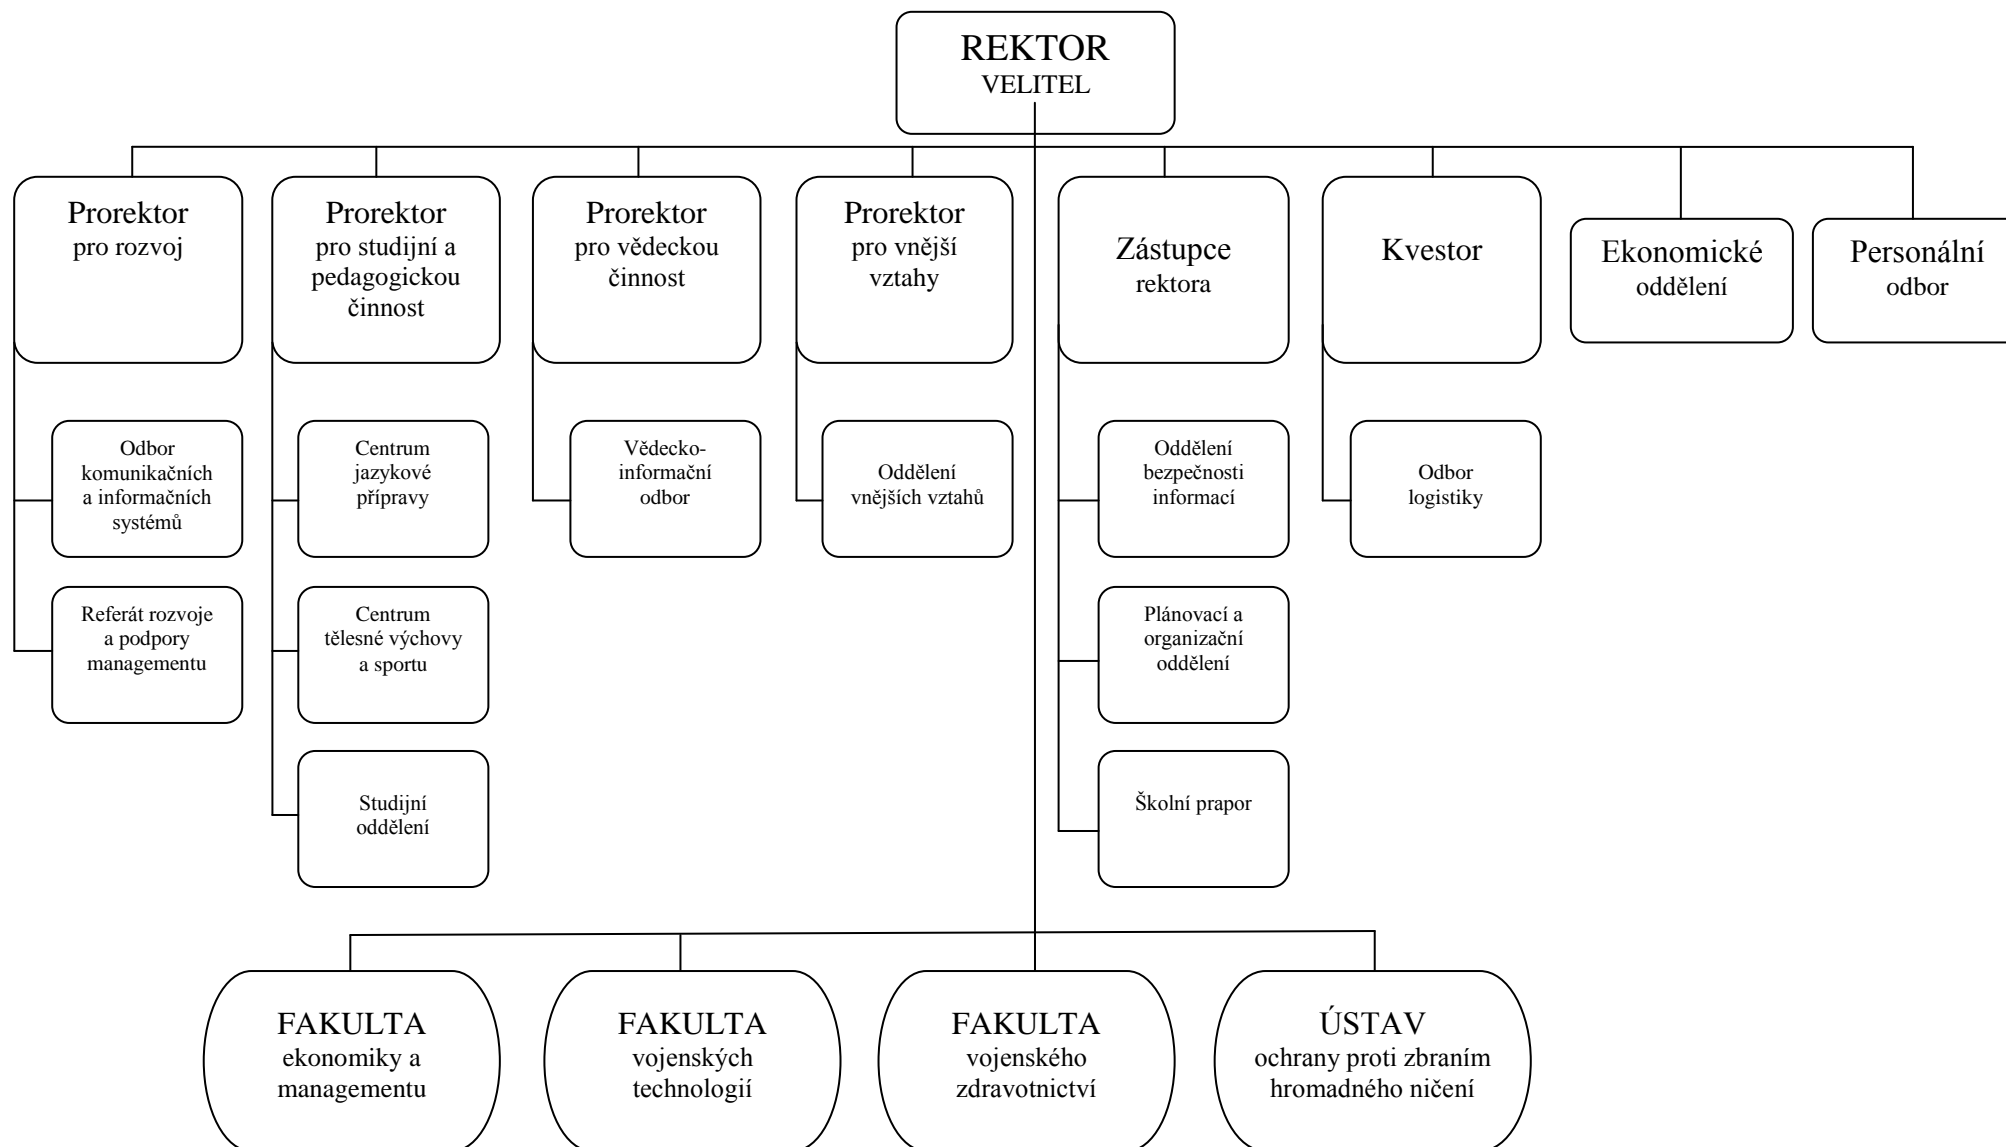 REKTOR
VELITEL
Prorektor
pro rozvoj
Prorektor
pro studijní a
pedagogickou
činnost
Prorektor
pro vědeckou
činnost
Prorektor
pro vnější
vztahy
Zástupce
rektora
Kvestor
Ekonomické
oddělení
Personální
odbor
Odbor
komunikačních
a informačních
systémů
Centrum
jazykové
přípravy
Vědecko-
informační
odbor
Oddělení
vnějších vztahů
Oddělení
bezpečnosti
informací
Odbor
logistiky
Referát rozvoje
a podpory
managementu
Centrum
tělesné výchovy
a sportu
Plánovací a
organizační
oddělení
Studijní
oddělení
Školní prapor
FAKULTA
ekonomiky a
managementu
FAKULTA
vojenských
technologií
FAKULTA
vojenského
zdravotnictví
ÚSTAV
ochrany proti zbraním
hromadného ničení